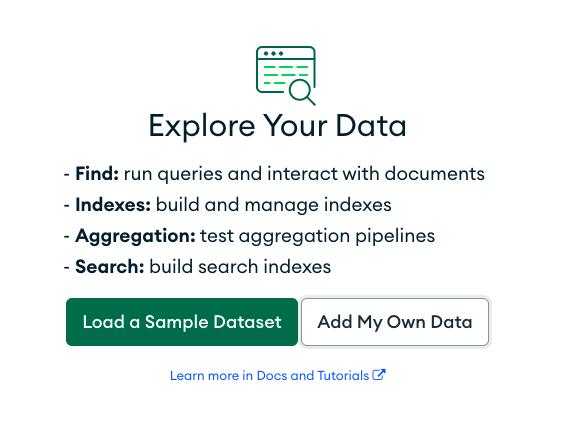 Explore Your Data
- Find: run queries and interact with documents
- Indexes: build and manage indexes
- Aggregation: test aggregation pipelines
- Search: build search indexes
Load a Sample Dataset
Add My Own Data
Learn more in Docs and Tutorials